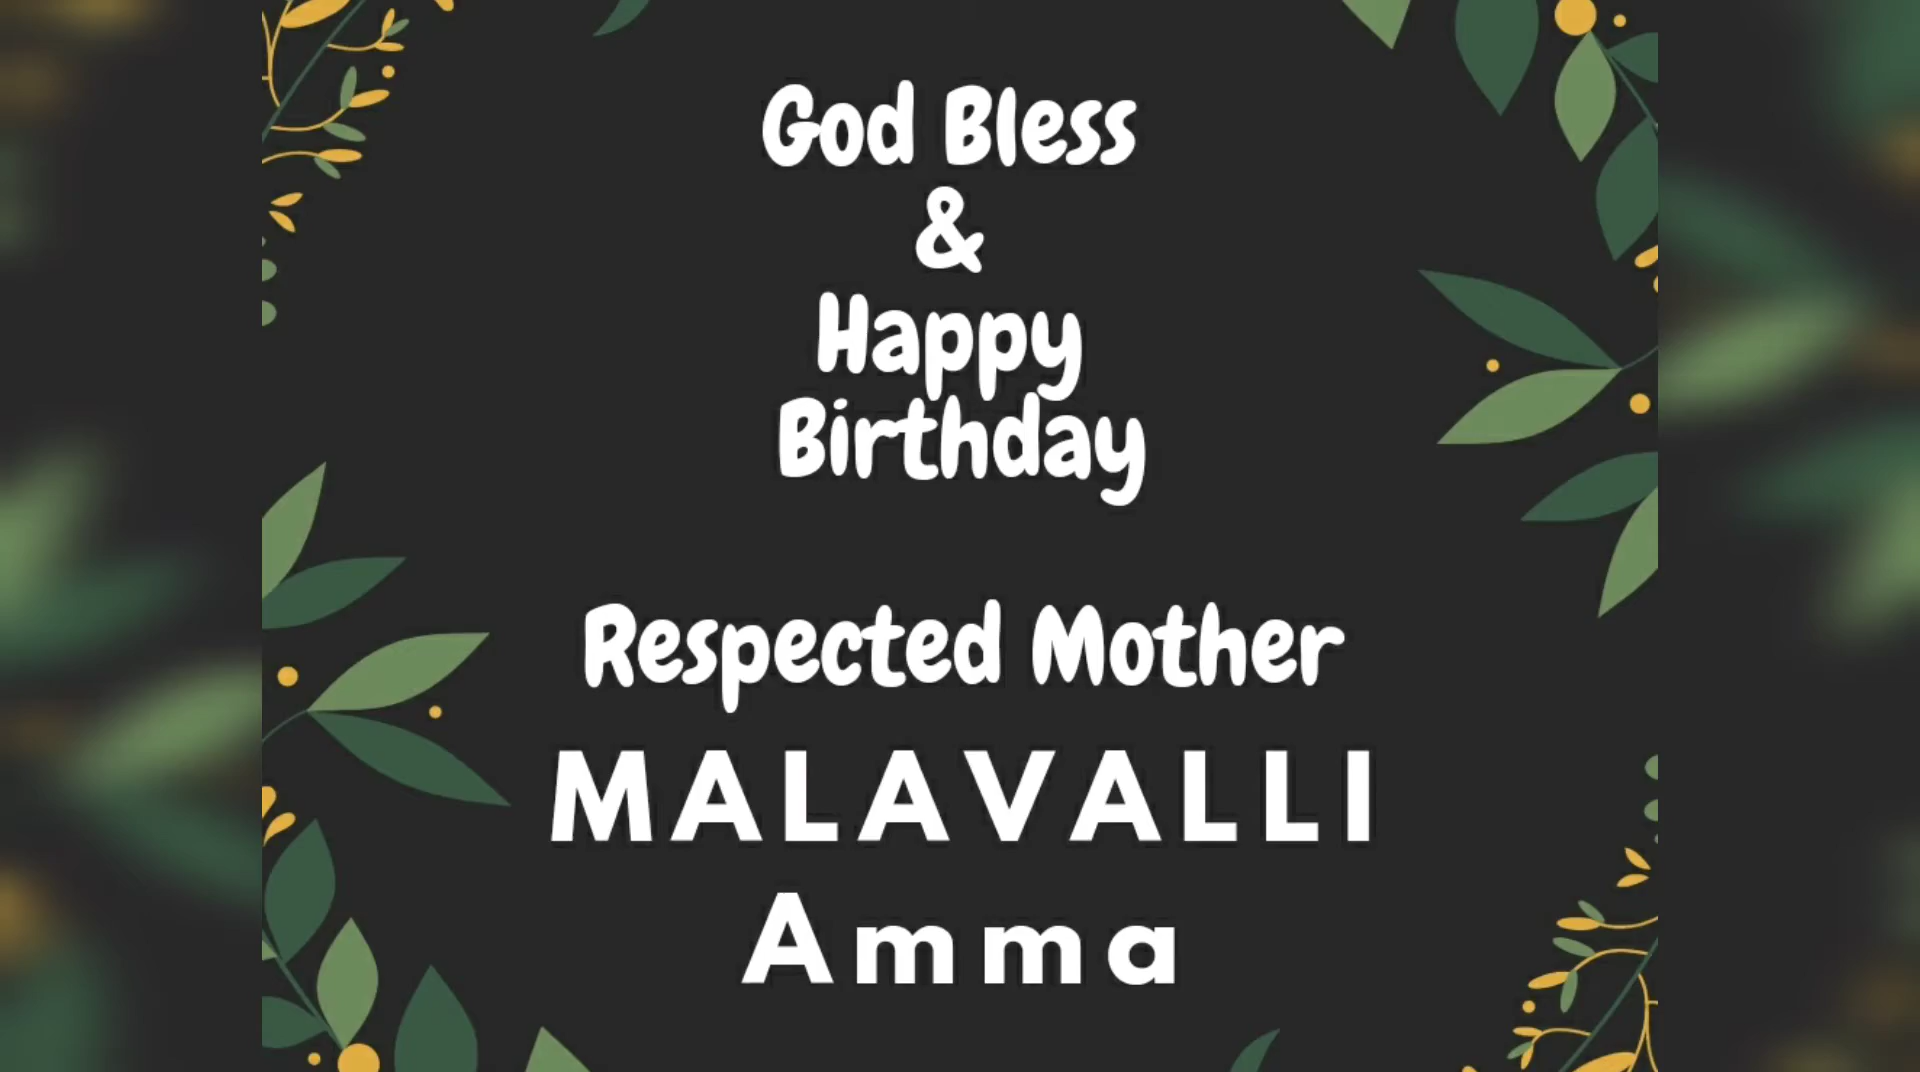 God Bless
&
Happy
Birthday
Respected Mother
MALAVALLI
Amma